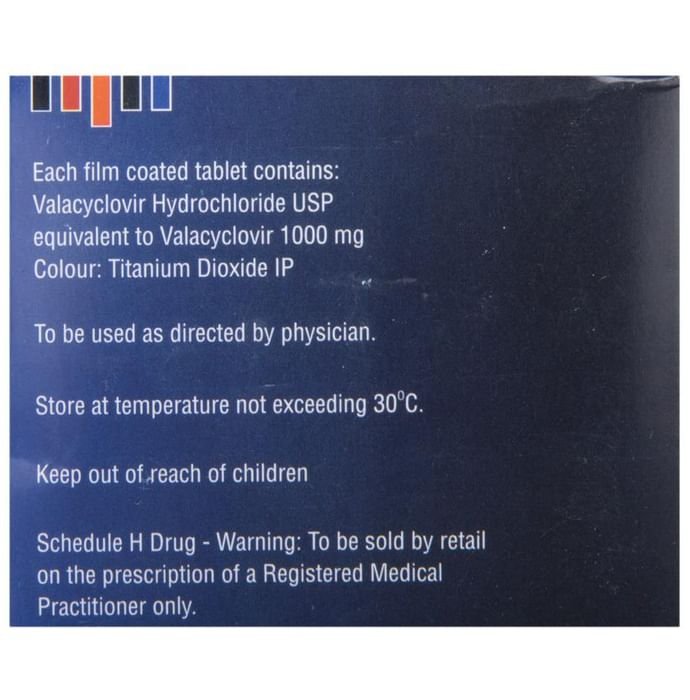 Each film coated tablet contains:
Valacyclovir Hydrochloride USP
equivalent to Valacyclovir 1000 mg
Colour: Titanium Dioxide IP
To be used as directed by physician.
Store at temperature not exceeding 30⁰C.
Keep out of reach of children
Schedule H Drug - Warning: To be sold by retail
on the prescription of a Registered Medical
Practitioner only.